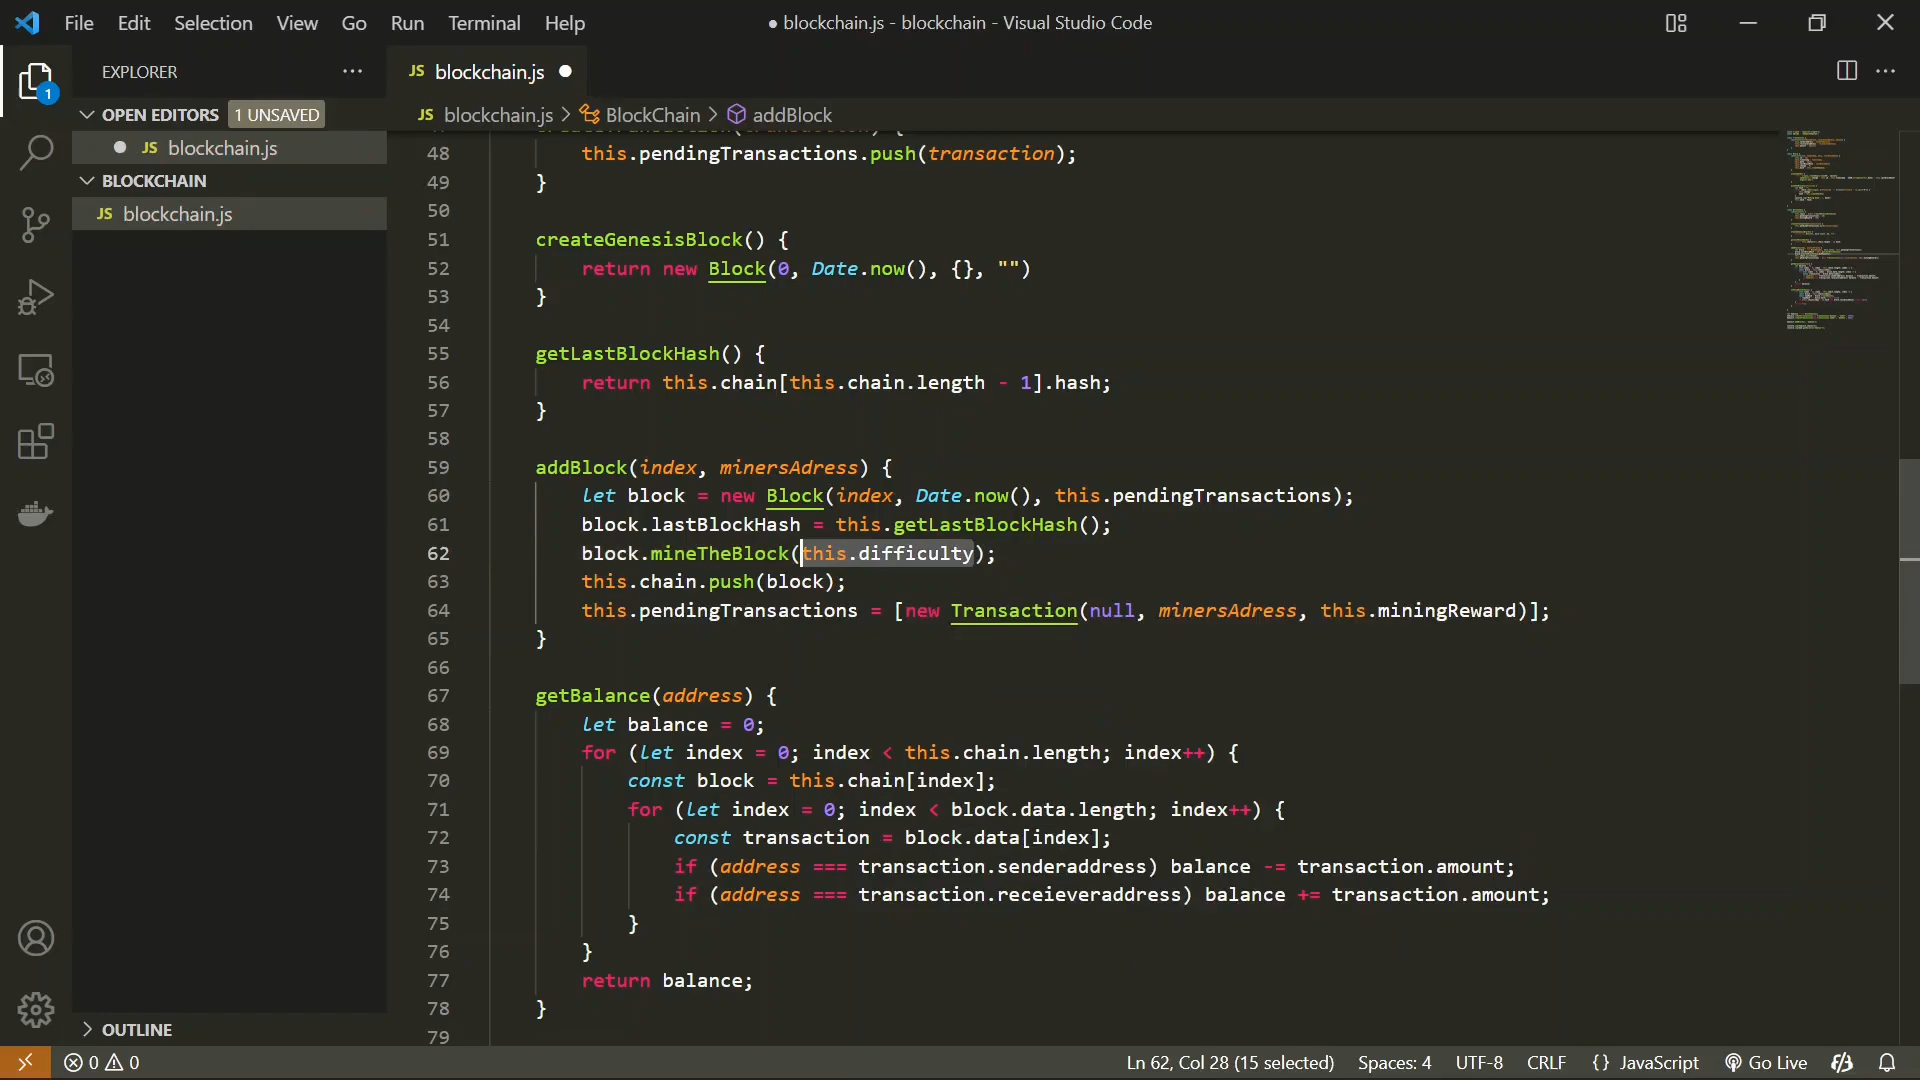 File Edit Selection View Go Run Terminal Help
● blockchain.js - blockchain - Visual Studio Code
EXPLORER ···
1
JS blockchain.js ●
OPEN EDITORS 1 UNSAVED
JS blockchain.js > BlockChain > addBlock
● JS blockchain.js
BLOCKCHAIN
JS blockchain.js
48 this.pendingTransactions.push(transaction);
49 }
50
51 createGenesisBlock() {
52 return new Block(0, Date.now(), {}, "")
53 }
54
55 getLastBlockHash() {
56 return this.chain[this.chain.length - 1].hash;
57 }
58
59 addBlock(index, minersAdress) {
60 let block = new Block(index, Date.now(), this.pendingTransactions);
61 block.lastBlockHash = this.getLastBlockHash();
62 block.mineTheBlock(this.difficulty);
63 this.chain.push(block);
64 this.pendingTransactions = [new Transaction(null, minersAdress, this.miningReward)];
65 }
66
67 getBalance(address) {
68 let balance = 0;
69 for (let index = 0; index < this.chain.length; index++) {
70 const block = this.chain[index];
71 for (let index = 0; index < block.data.length; index++) {
72 const transaction = block.data[index];
73 if (address === transaction.senderaddress) balance -= transaction.amount;
74 if (address === transaction.receieveraddress) balance += transaction.amount;
75 }
76 }
77 return balance;
78 }
79
OUTLINE
0 0 Ln 62, Col 28 (15 selected) Spaces: 4 UTF-8 CRLF {} JavaScript Go Live